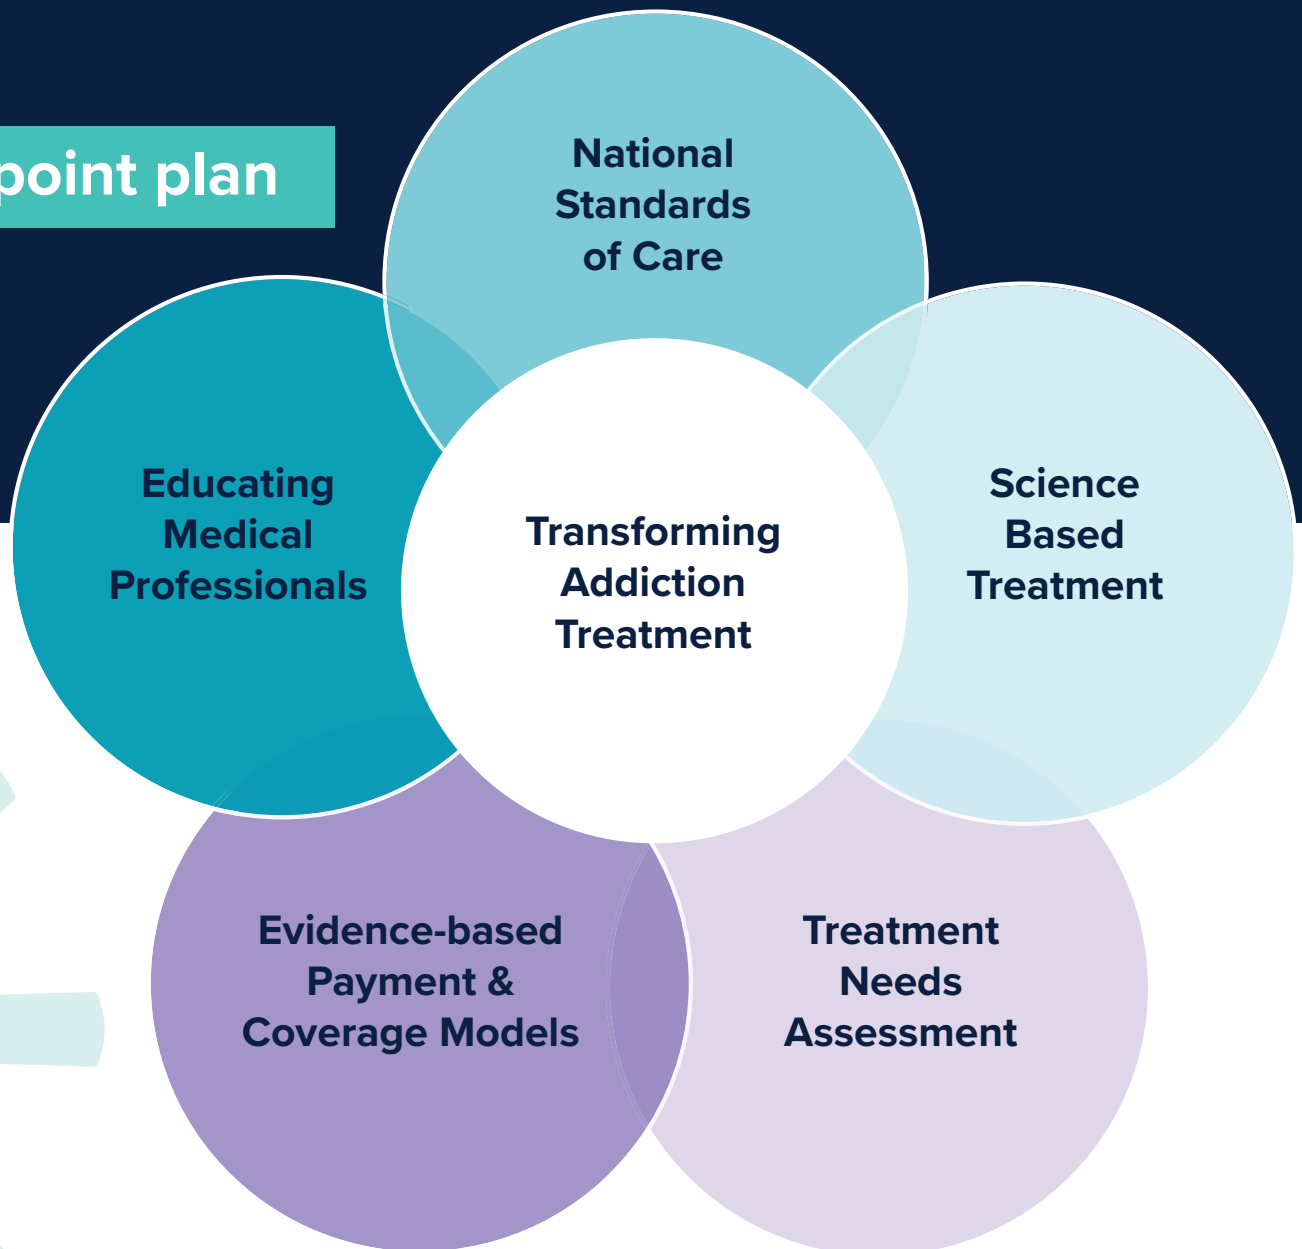 point plan
National
Standards
of Care
Educating
Medical
Professionals
Transforming
Addiction
Treatment
Science
Based
Treatment
Evidence-based
Payment &
Coverage Models
Treatment
Needs
Assessment